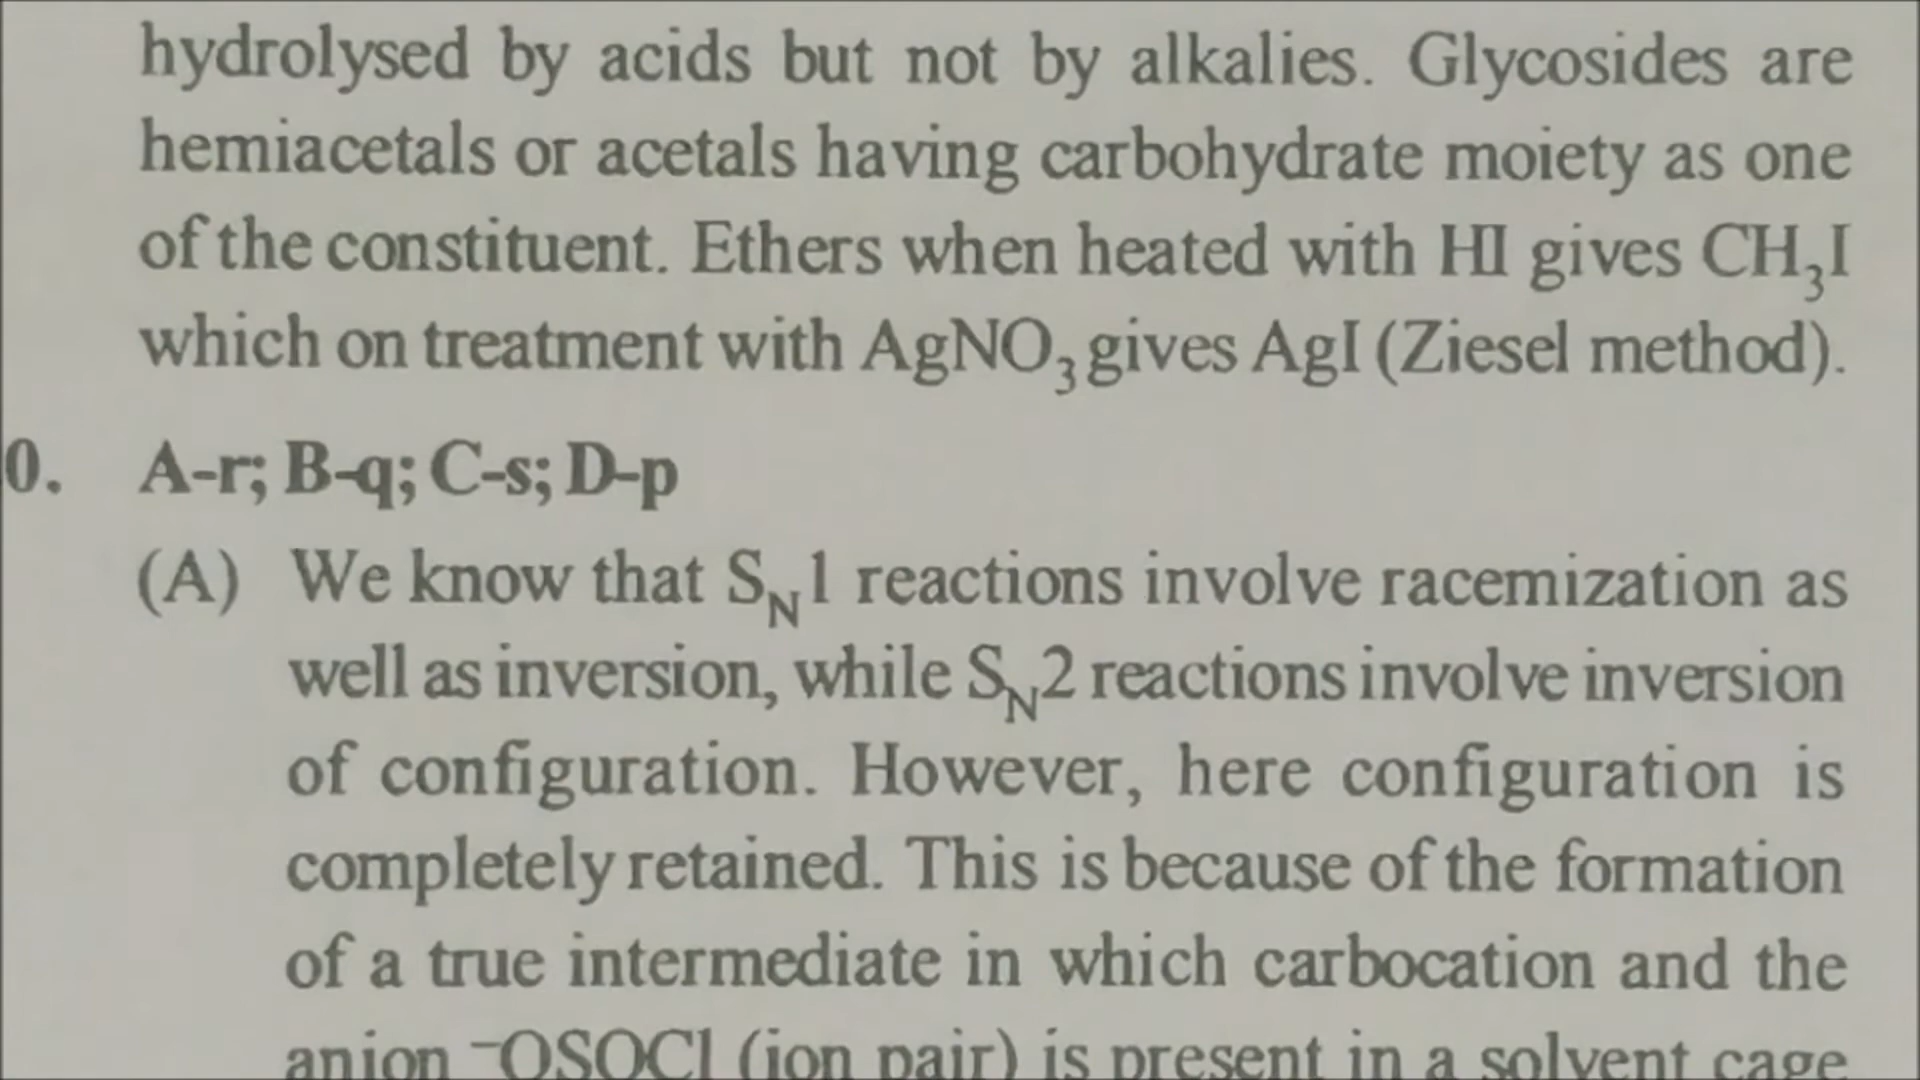 hydrolysed by acids but not by alkalies. Glycosides are
hemiacetals or acetals having carbohydrate moiety as one
of the constituent. Ethers when heated with HI gives CH₃I
which on treatment with AgNO₃ gives AgI (Ziesel method).
0. A-r; B-q; C-s; D-p
(A) We know that S_N1 reactions involve racemization as
well as inversion, while S_N2 reactions involve inversion
of configuration. However, here configuration is
completely retained. This is because of the formation
of a true intermediate in which carbocation and the
anion ⁻OSOCl (ion pair) is present in a solvent cage